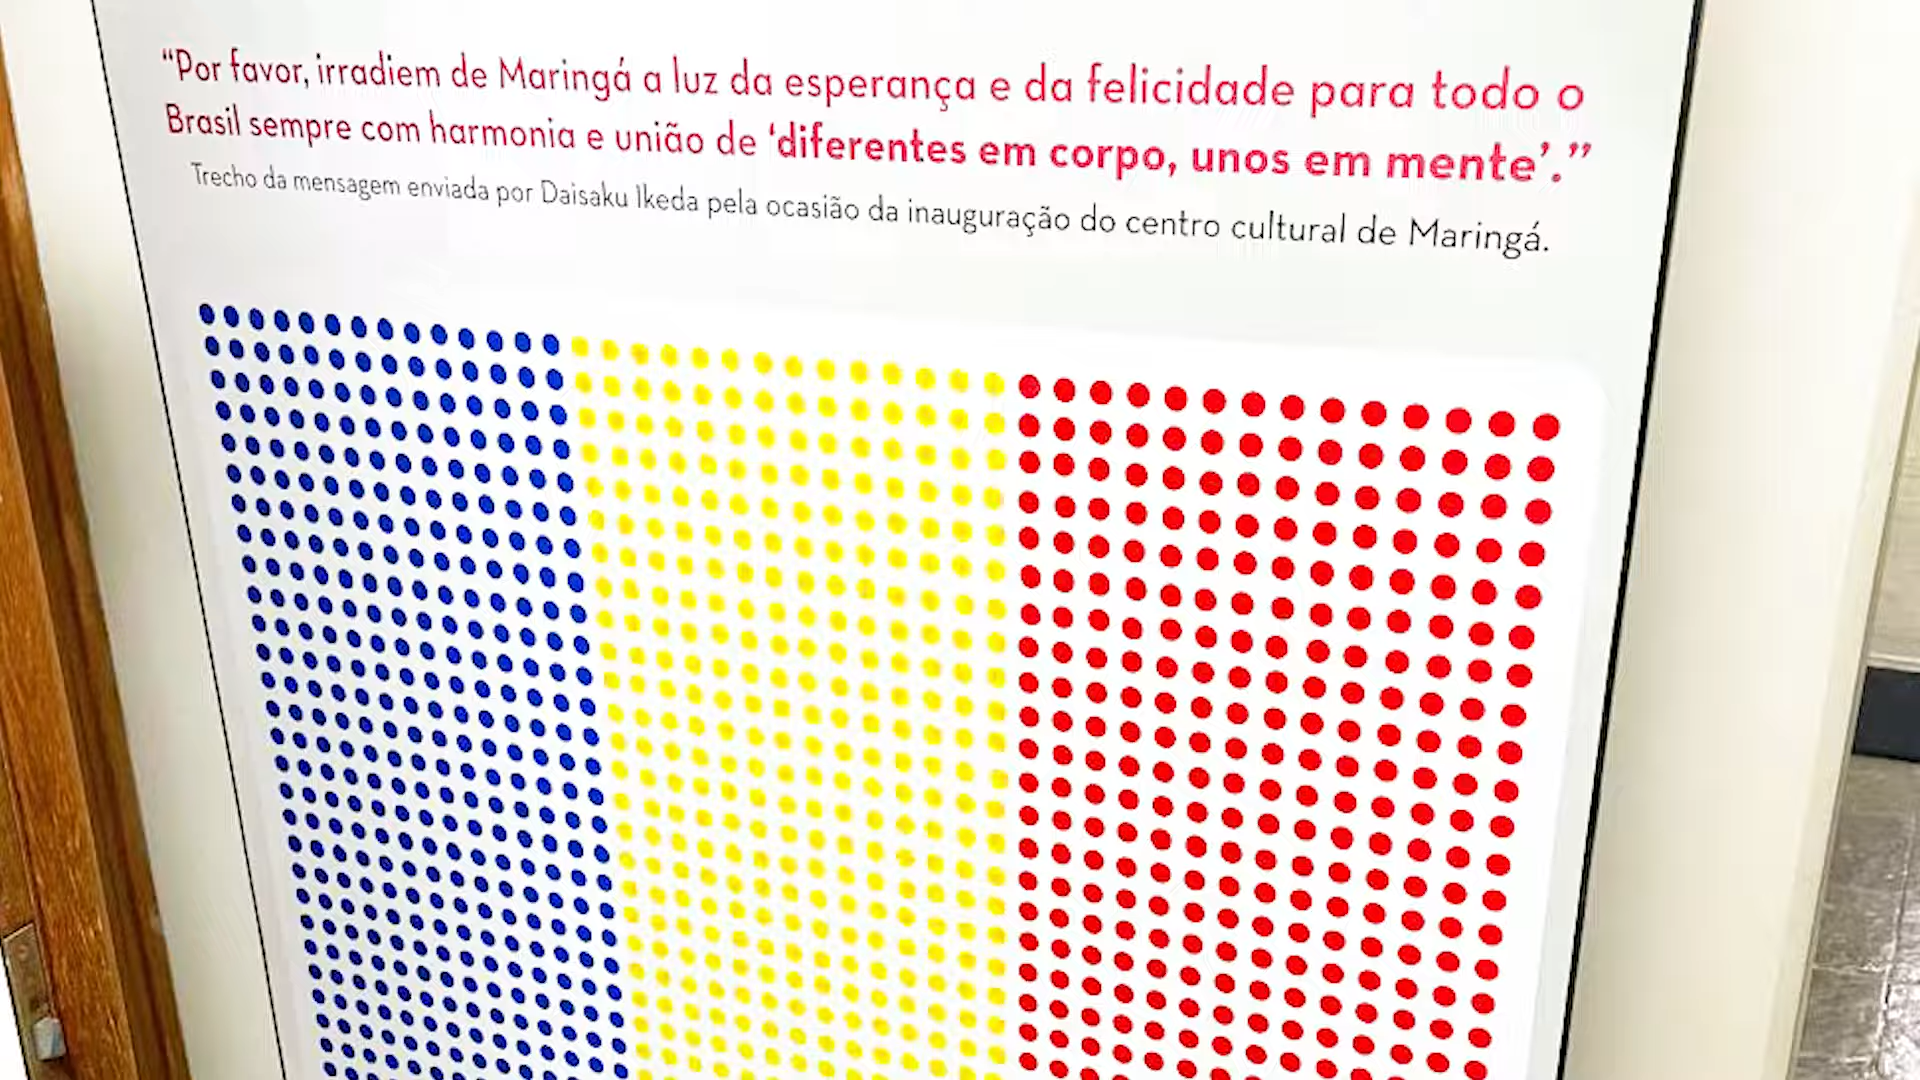 “Por favor, irradiem de Maringá a luz da esperança e da felicidade para todo o
Brasil sempre com harmonia e união de ‘diferentes em corpo, unos em mente’.”
Trecho da mensagem enviada por Daisaku Ikeda pela ocasião da inauguração do centro cultural de Maringá.